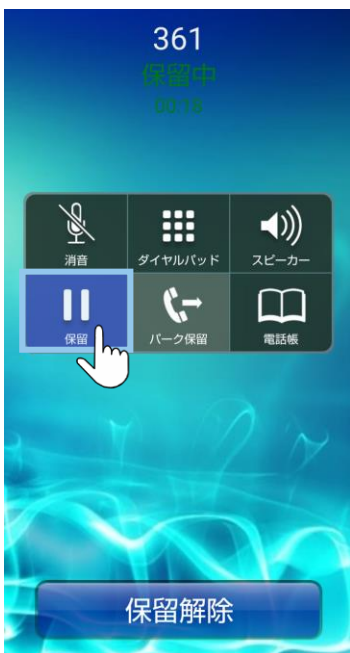 361
保留中
00:18
消音
ダイヤルパッド
スピーカー
保留
パーク保留
電話帳
保留解除